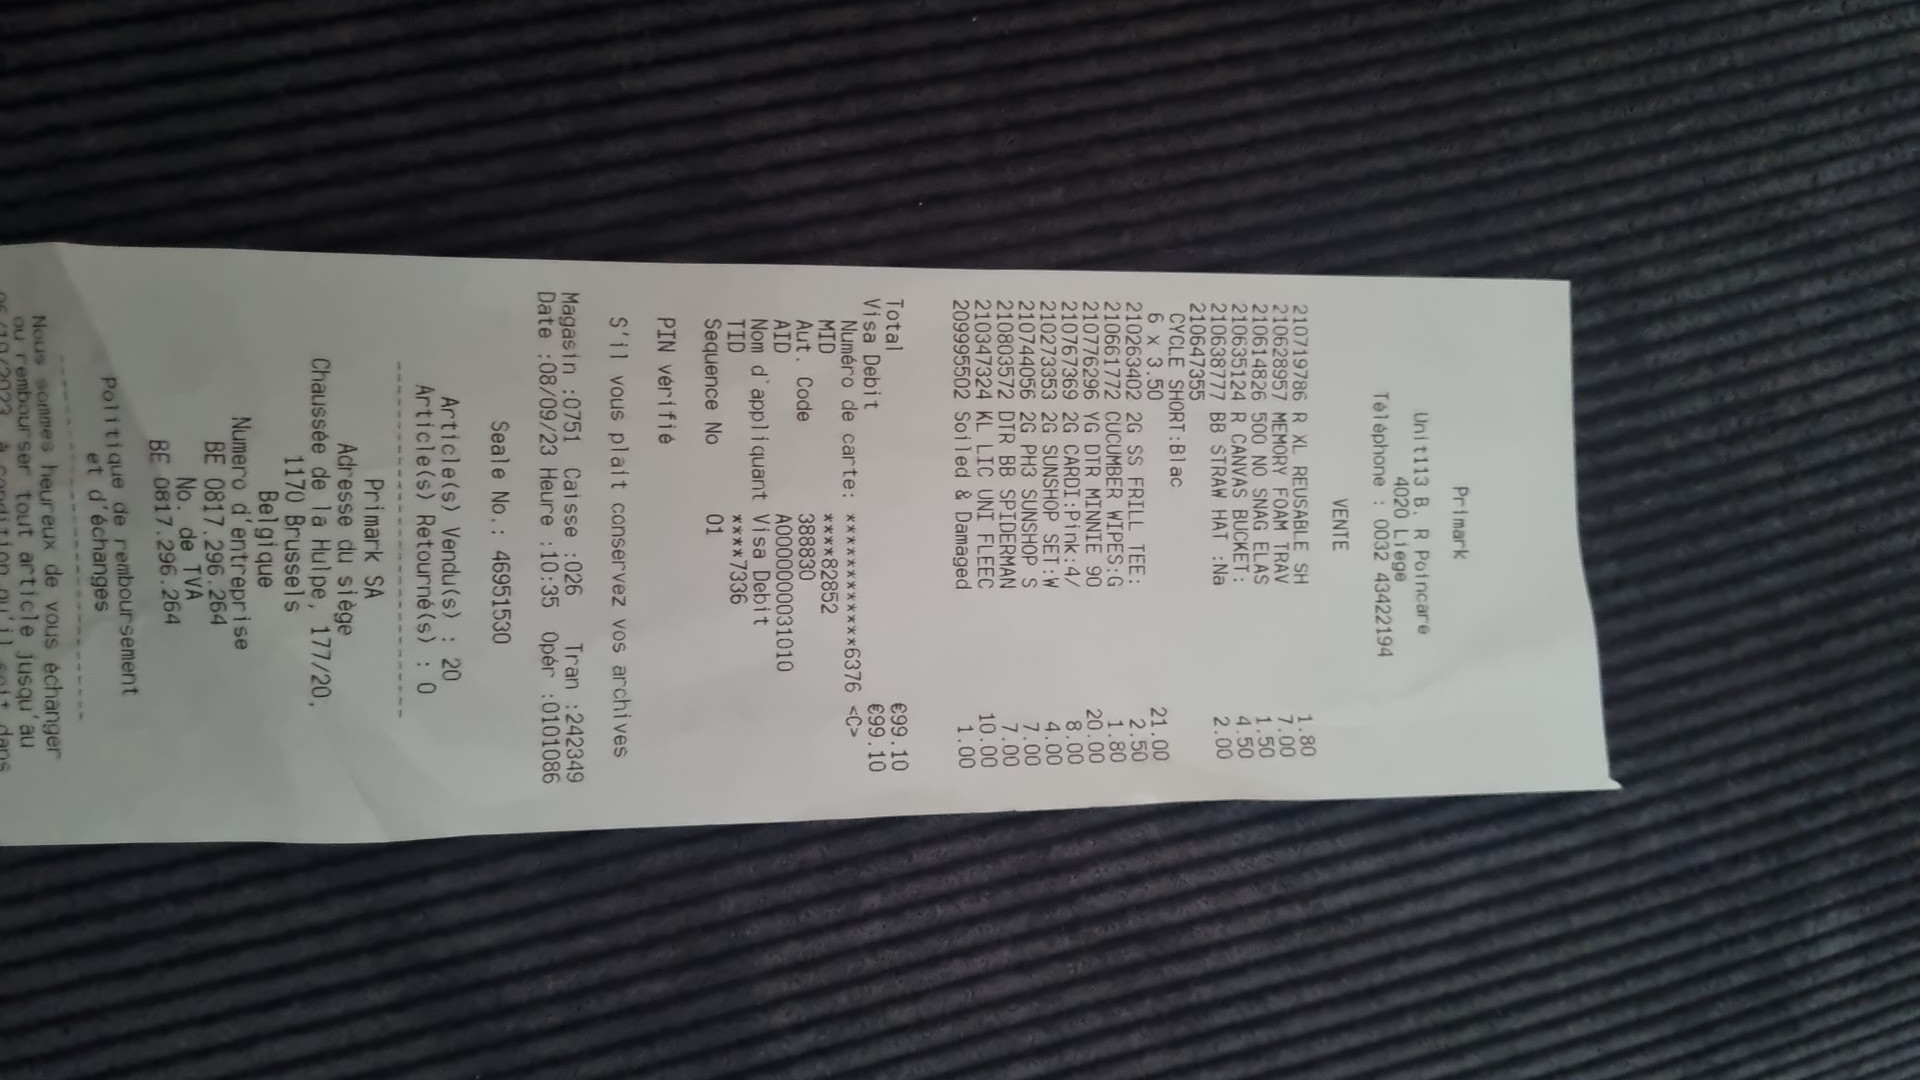 Primark
Unit113 B. R Poincaré
4020 Liege
Téléphone : 0032 43422194
VENTE
210719786 R XL REUSABLE SH 1.80
210628957 MEMORY FOAM TRAV 7.00
210614826 500 NO SNAG ELAS 1.50
210635124 R CANVAS BUCKET: 4.50
210638777 BB STRAW HAT :Na 2.00
210647355
CYCLE SHORT:Blac
6 x 3.50 21.00
210263402 2G SS FRILL TEE: 2.50
210661772 CUCUMBER WIPES:G 1.80
210776296 YG DTR MINNIE 90 20.00
210767369 2G CARDI:Pink:4/ 8.00
210273353 2G SUNSHOP SET:W 4.00
210744056 2G PH3 SUNSHOP S 7.00
210803572 DTR BB SPIDERMAN 7.00
210347324 KL LIC UNI FLEEC 10.00
209995502 Soiled & Damaged 1.00
Total €99.10
Visa Debit €99.10
Numéro de carte: ************6376 <C>
MID ****82852
Aut. Code 388830
AID A0000000031010
Nom d'appliquant Visa Debit
TID ****7336
Sequence No 01
PIN vérifié
S'il vous plait conservez vos archives
Magasin :0751 Caisse :026 Tran :242349
Date :08/09/23 Heure :10:35 Opér :0101086
Seale No.: 46951530
Article(s) Vendu(s) : 20
Article(s) Retourné(s) : 0
Primark SA
Adresse du siège
Chaussée de la Hulpe, 177/20,
1170 Brussels
Belgique
Numero d'entreprise
BE 0817.296.264
No. de TVA
BE 0817.296.264
Politique de remboursement
et d'échanges
Nous sommes heureux de vous échanger
ou rembourser tout article jusqu'au
06/10/2023, à condition qu'il soit dans